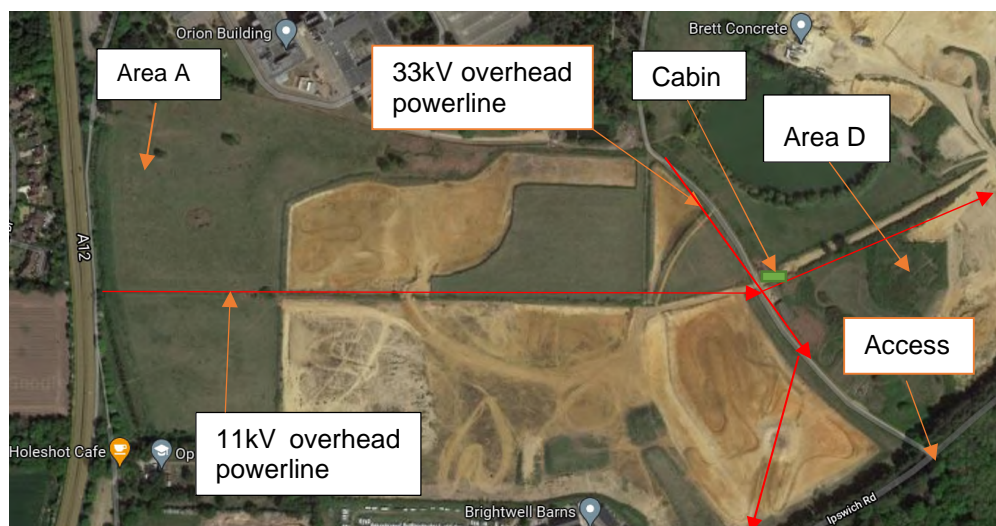 Orion Building
Brett Concrete
Area A
33kV overhead
powerline
Cabin
Area D
A12
Access
11kV overhead
powerline
Holeshot Cafe
Op
Brightwell Barns
Ipswich Rd